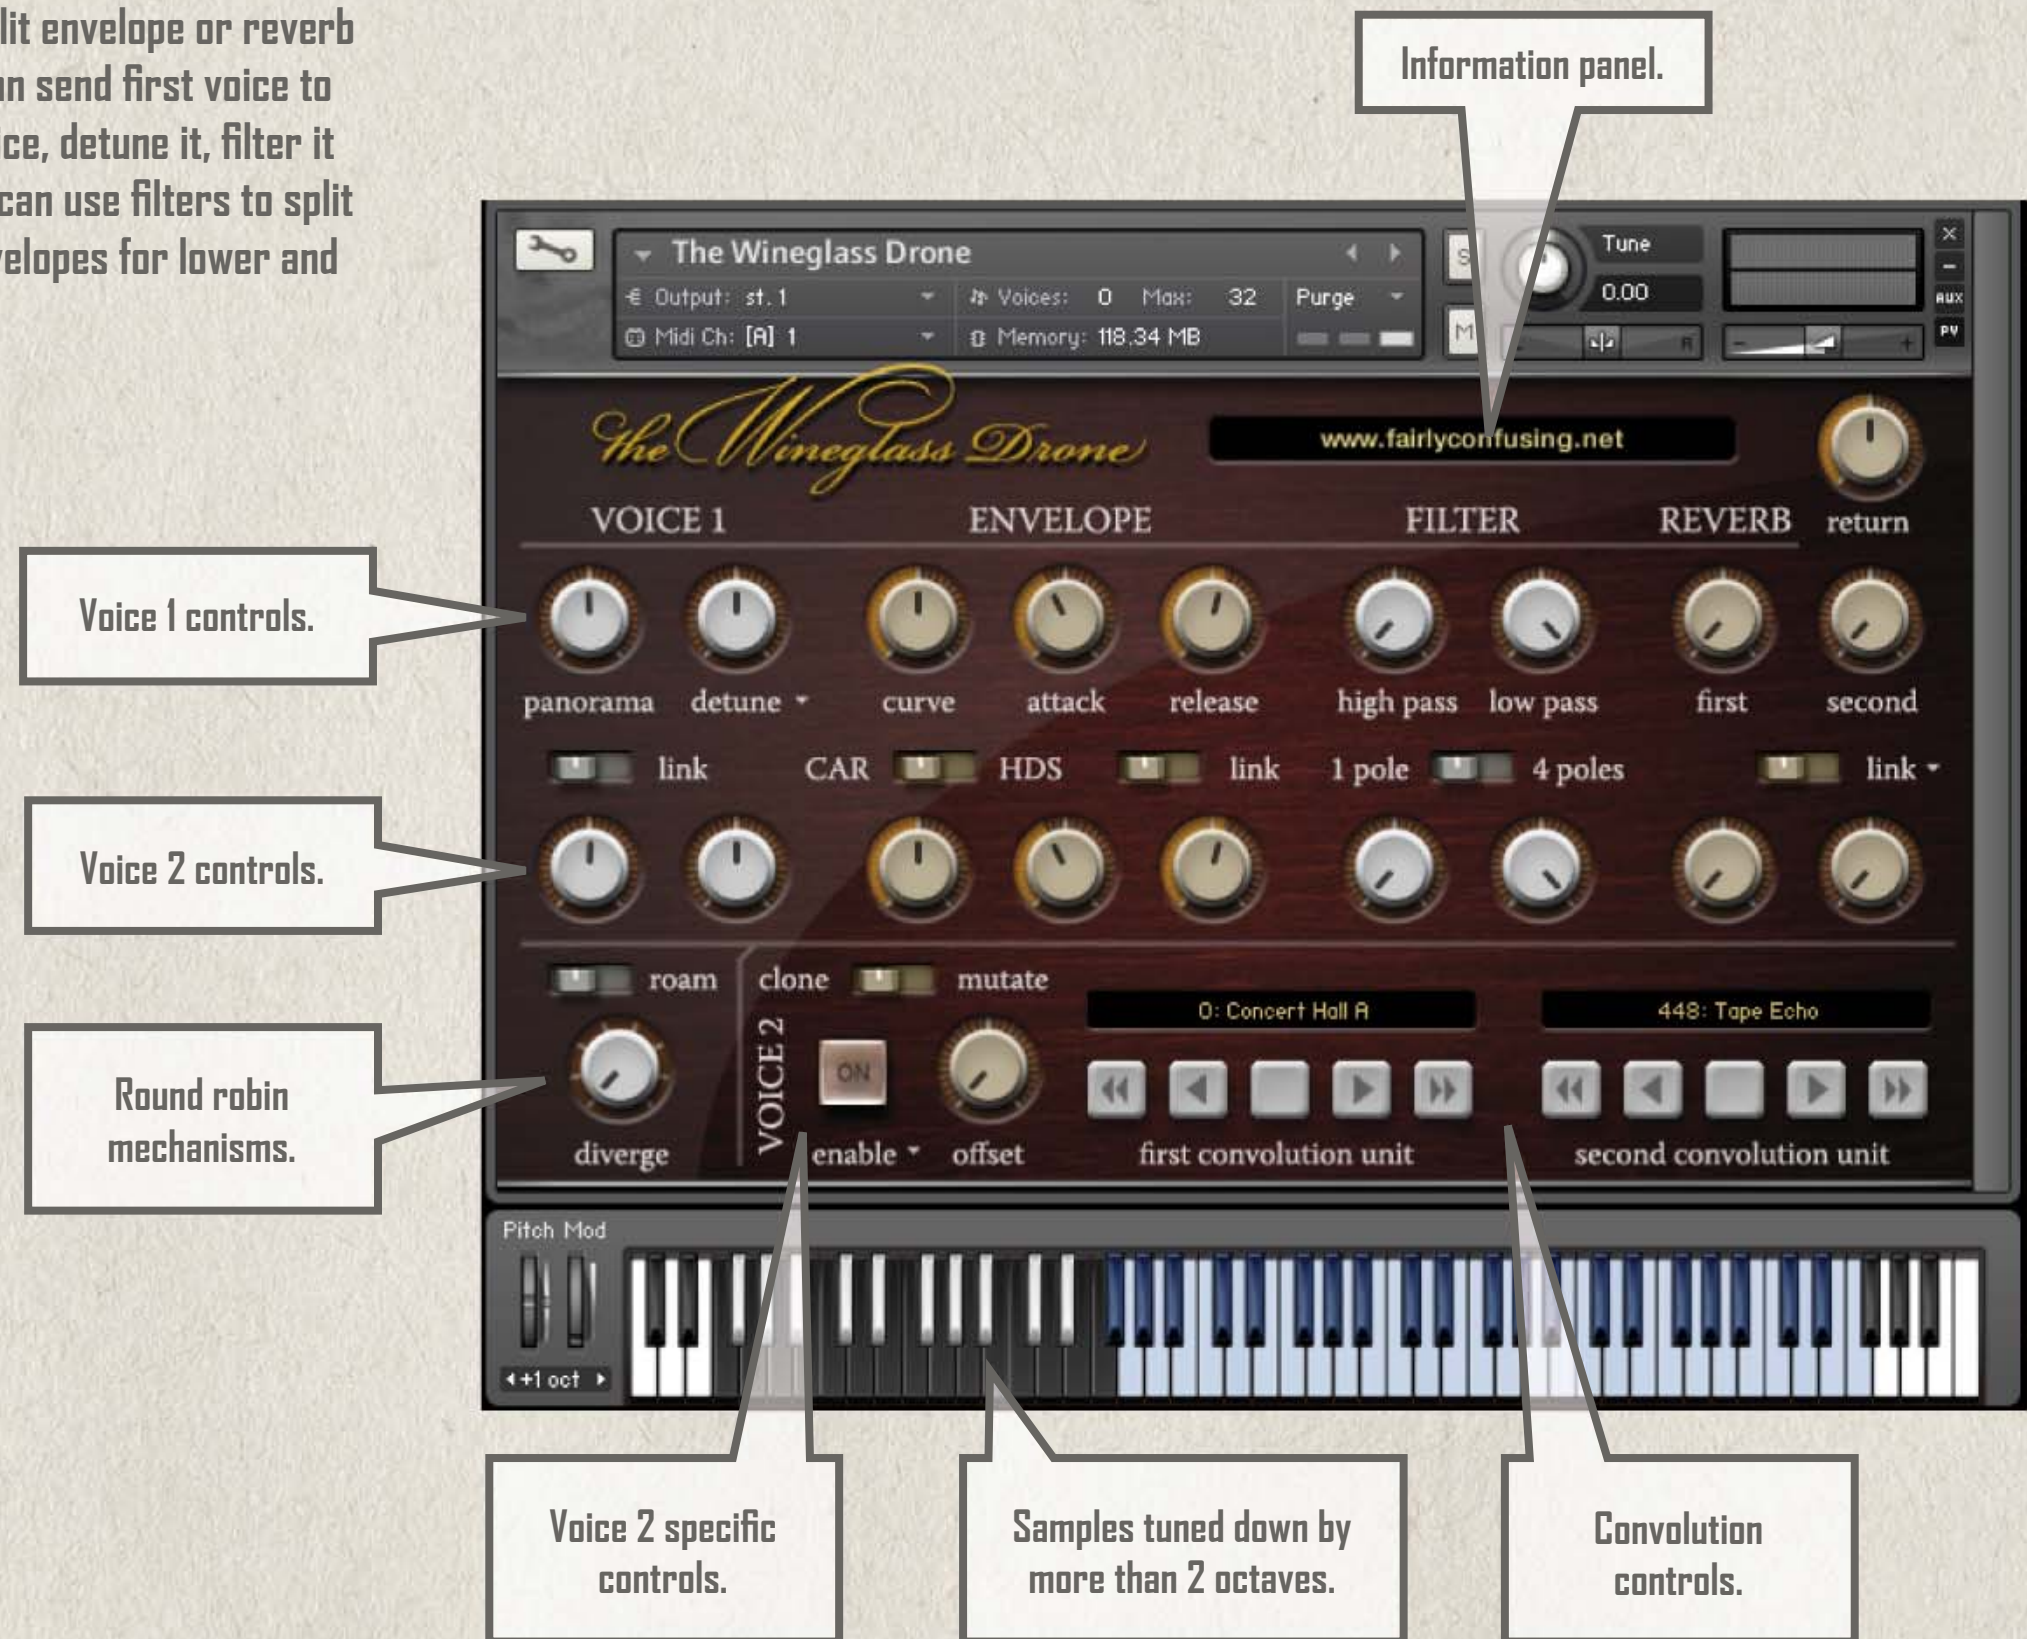 lit envelope or reverb
n send first voice to
ce, detune it, filter it
can use filters to split
velopes for lower and
Information panel.
The Wineglass Drone
Output: st. 1
Voices: 0 Max: 32
Purge
Midi Ch: [A] 1
Memory: 118.34 MB
S
M
Tune
0.00
R
×
AUX
PV
the Wineglass Drone
www.fairlyconfusing.net
return
VOICE 1
ENVELOPE
FILTER
REVERB
Voice 1 controls.
panorama
detune
curve
attack
release
high pass
low pass
first
second
link
CAR
HDS
link
1 pole
4 poles
link
Voice 2 controls.
roam
clone
mutate
VOICE 2
ON
0: Concert Hall A
448: Tape Echo
Round robin
mechanisms.
diverge
enable
offset
first convolution unit
second convolution unit
Pitch Mod
+1 oct
Voice 2 specific
controls.
Samples tuned down by
more than 2 octaves.
Convolution
controls.